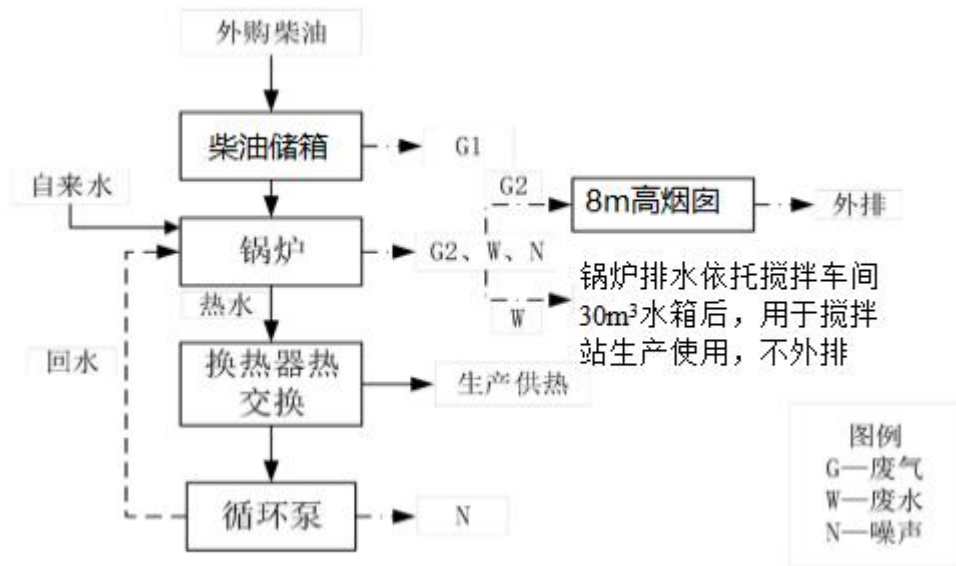 外购柴油
柴油储箱
G1
自来水
G2
8m高烟囱
外排
锅炉
G2、W、N
热水
W
锅炉排水依托搅拌车间
30m³水箱后，用于搅拌
站生产使用，不外排
回水
换热器热
交换
生产供热
图例
G—废气
W—废水
N—噪声
循环泵
N